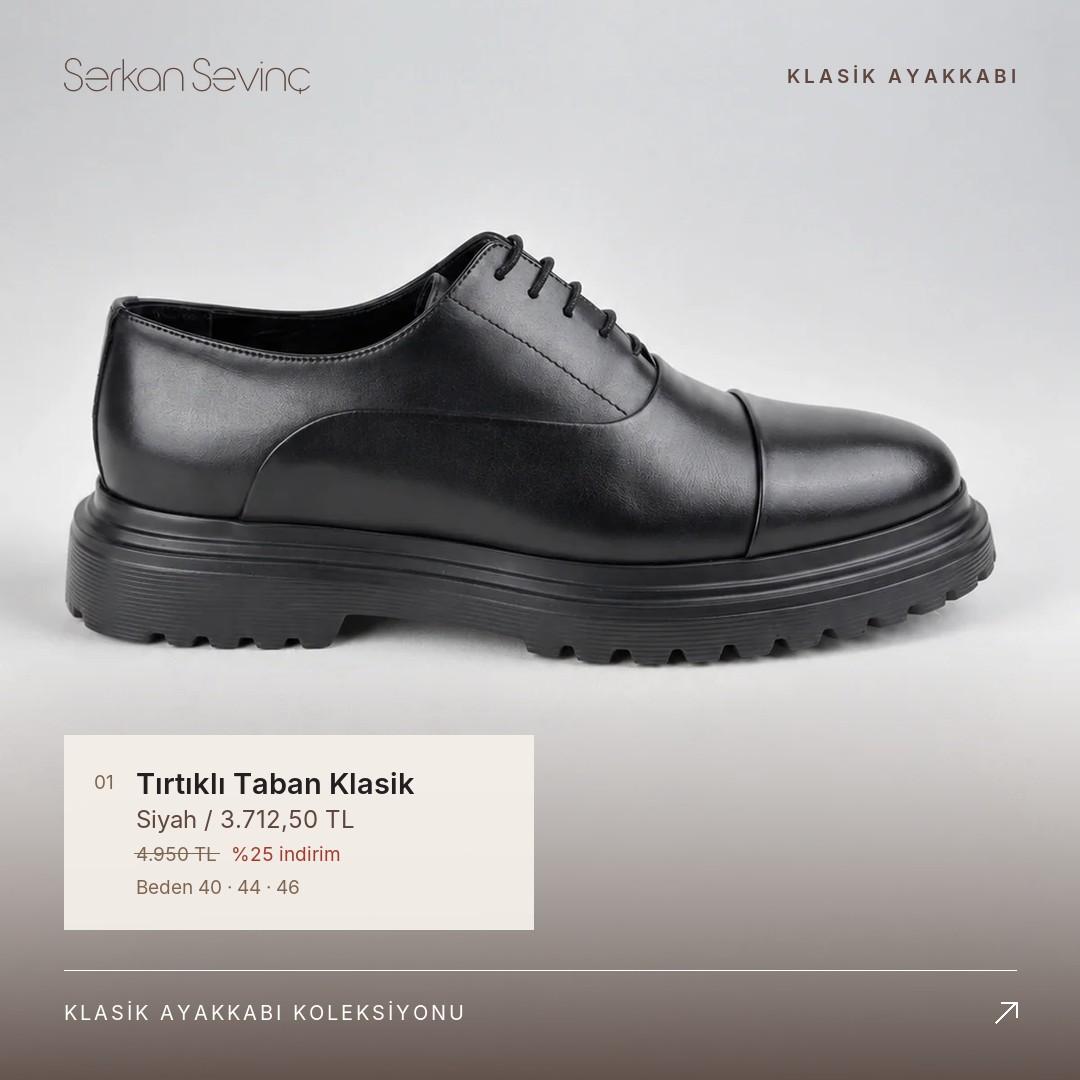 Serkan Sevinç
KLASİK AYAKKABI
01
Tırtıklı Taban Klasik
Siyah / 3.712,50 TL
4.950 TL %25 indirim
Beden 40 · 44 · 46
KLASİK AYAKKABI KOLEKSİYONU